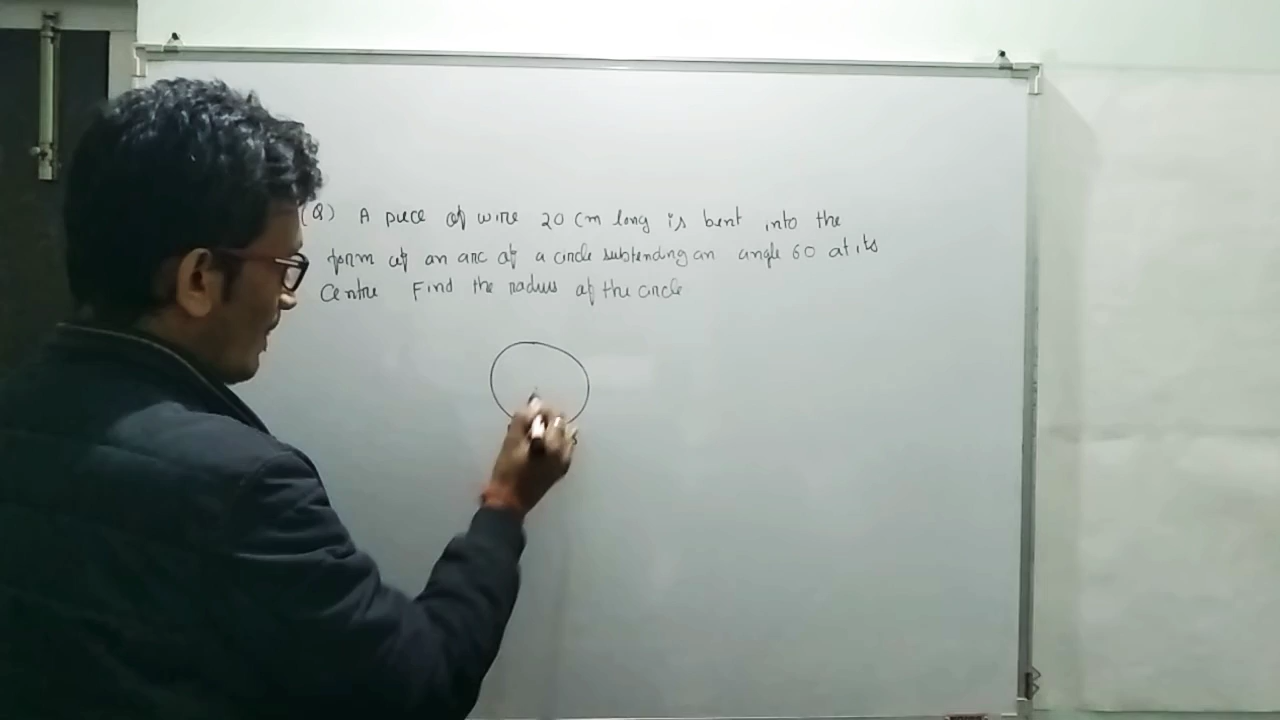 (Q) A piece of wire 20 cm long is bent into the
form of an arc of a circle subtending an angle 60 at its
Centre Find the radius of the circle